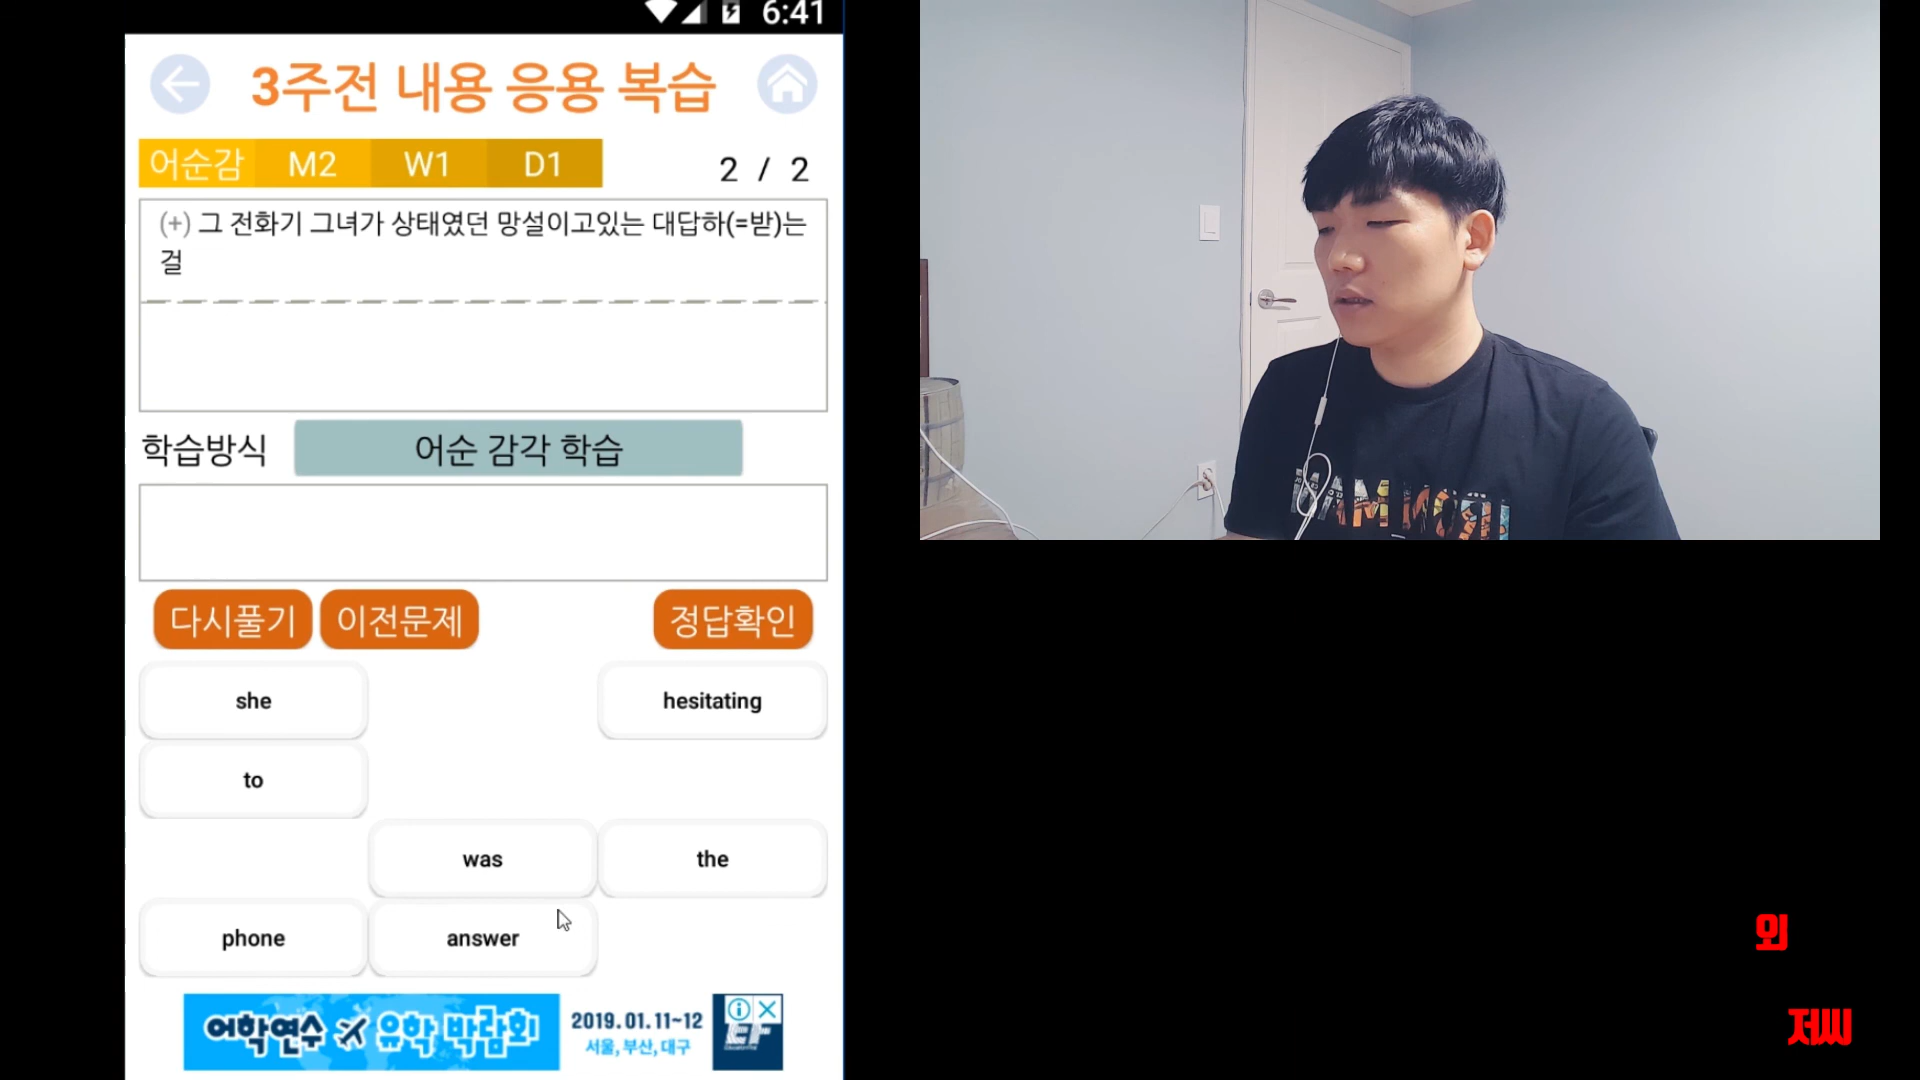 6:41
3주전 내용 응용 복습
어순감 M2 W1 D1
2 / 2
(+) 그 전화기 그녀가 상태였던 망설이고있는 대답하(=받)는
걸
학습방식 어순 감각 학습
다시풀기 이전문제 정답확인
she hesitating
to
was the
phone answer
어학연수 유학 박람회
2019.01.11~12
서울, 부산, 대구
EF
외
저씨